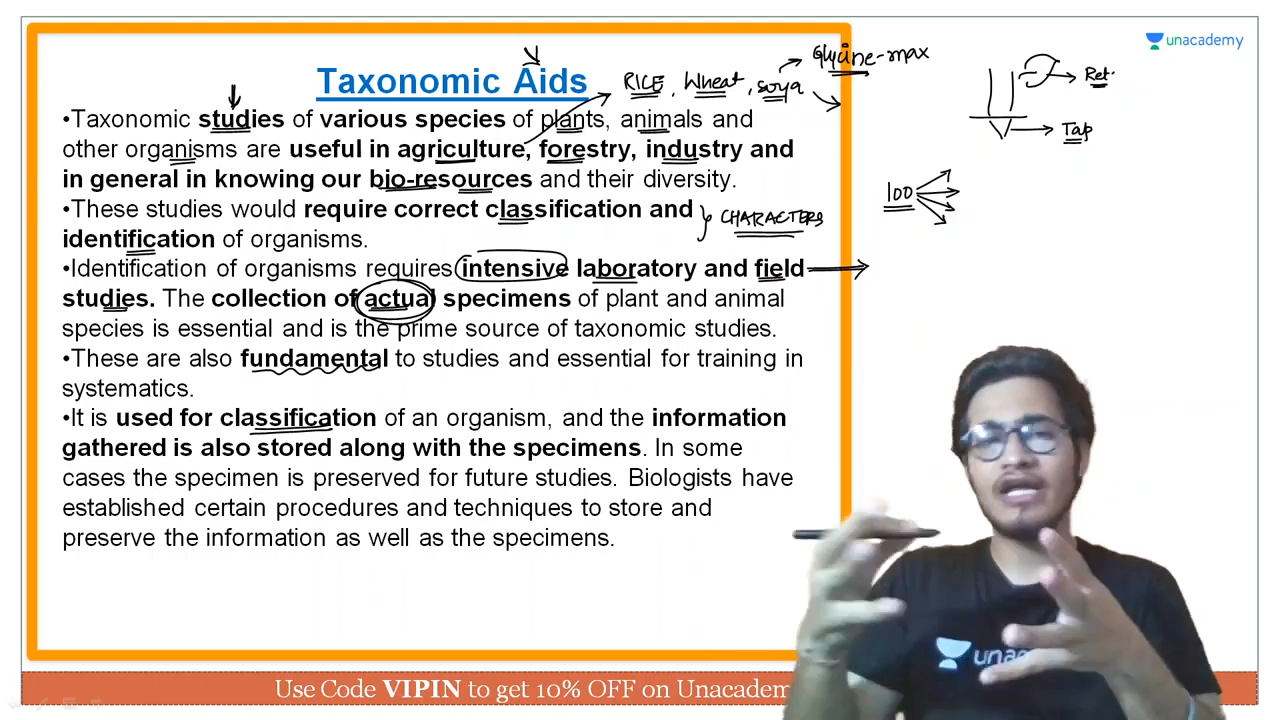 unacademy
Taxonomic Aids
RICE, Wheat, soya
Glycine-max
Ret.
Tap
•Taxonomic studies of various species of plants, animals and
other organisms are useful in agriculture, forestry, industry and
in general in knowing our bio-resources and their diversity.
•These studies would require correct classification and
identification of organisms.
CHARACTERS
100
•Identification of organisms requires intensive laboratory and field
studies. The collection of actual specimens of plant and animal
species is essential and is the prime source of taxonomic studies.
•These are also fundamental to studies and essential for training in
systematics.
•It is used for classification of an organism, and the information
gathered is also stored along with the specimens. In some
cases the specimen is preserved for future studies. Biologists have
established certain procedures and techniques to store and
preserve the information as well as the specimens.
Use Code VIPIN to get 10% OFF on Unacadem
una